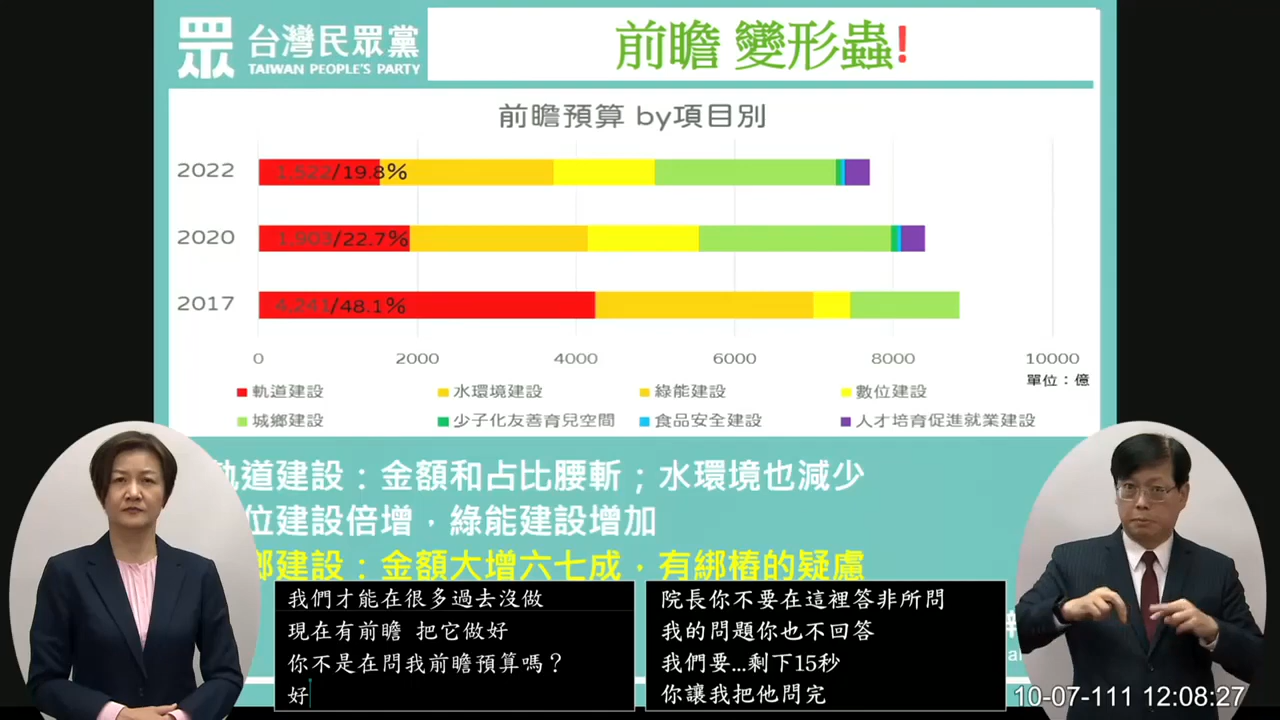 眾 台灣民眾黨
TAIWAN PEOPLE'S PARTY
前瞻 變形蟲!
前瞻預算 by項目別
2022 1,522/19.8%
2020 1,903/22.7%
2017 4,241/48.1%
0 2000 4000 6000 8000 10000
單位：億
軌道建設 水環境建設 綠能建設 數位建設
城鄉建設 少子化友善育兒空間 食品安全建設 人才培育促進就業建設
道建設：金額和占比腰斬；水環境也減少
位建設倍增，綠能建設增加
鄉建設：金額大增六七成，有綁樁的疑慮
我們才能在很多過去沒做
現在有前瞻 把它做好
你不是在問我前瞻預算嗎？
好
院長你不要在這裡答非所問
我的問題你也不回答
我們要...剩下15秒
你讓我把他問完
10-07-111 12:08:27